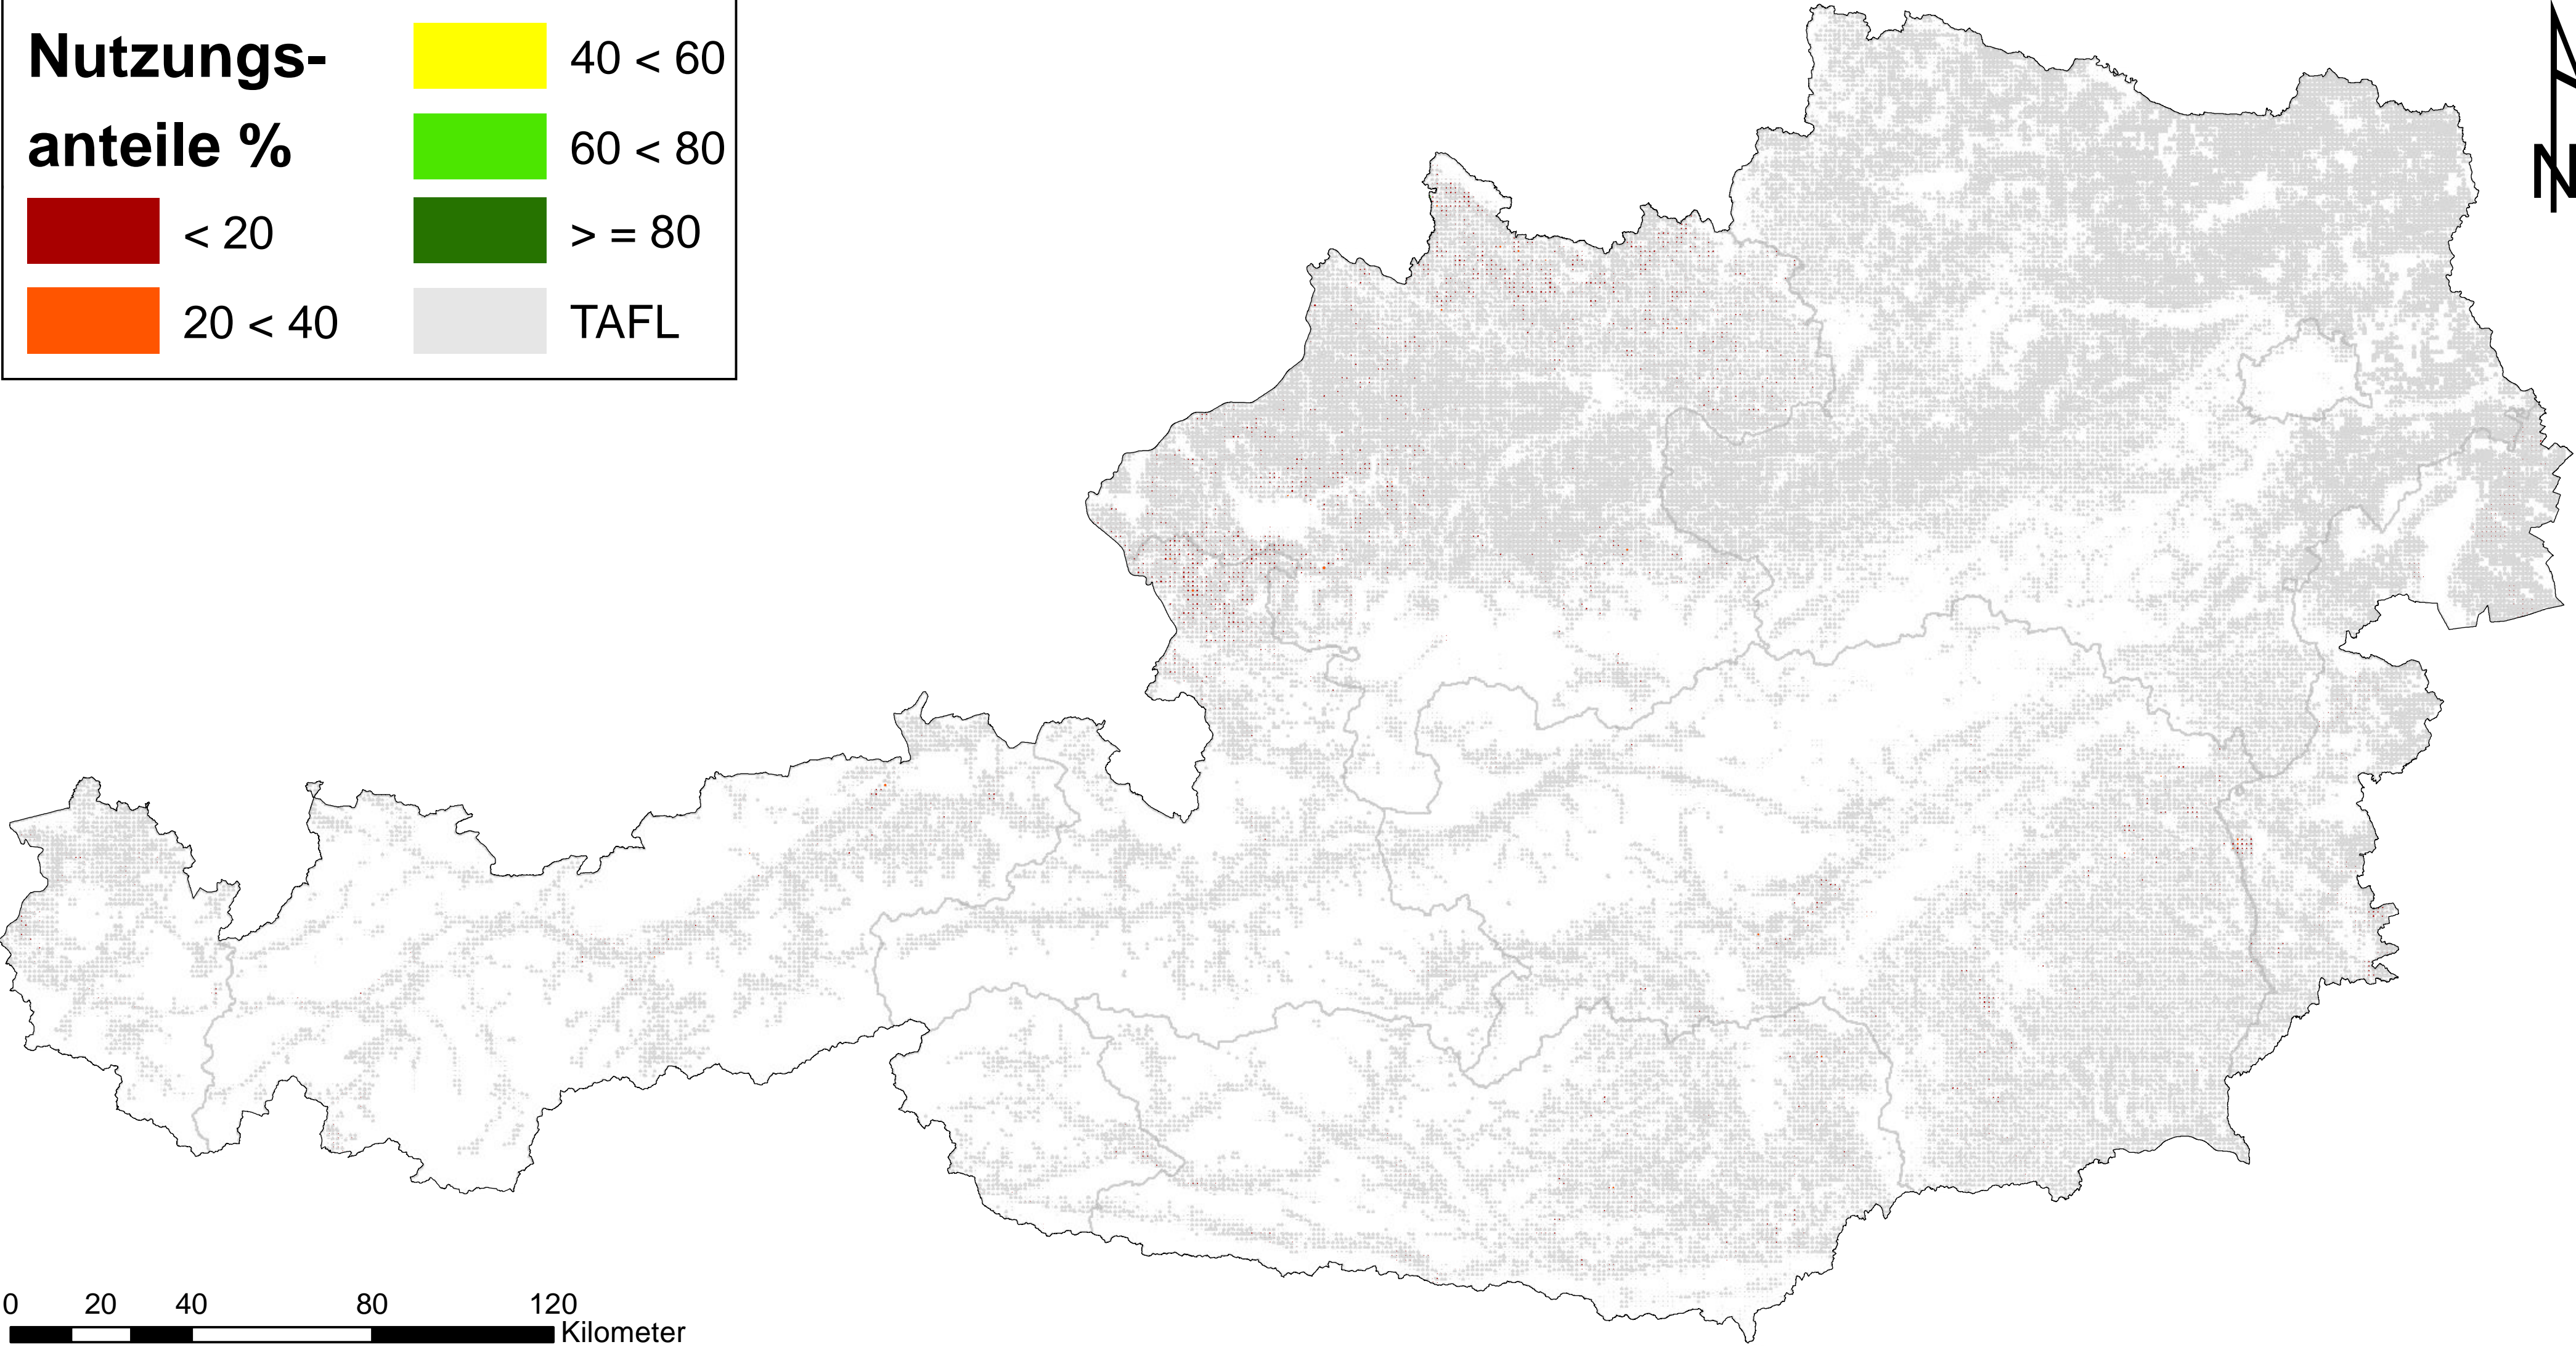 Nutzungs-
anteile %
< 20
20 < 40
40 < 60
60 < 80
> = 80
TAFL
N
0 20 40 80 120
Kilometer